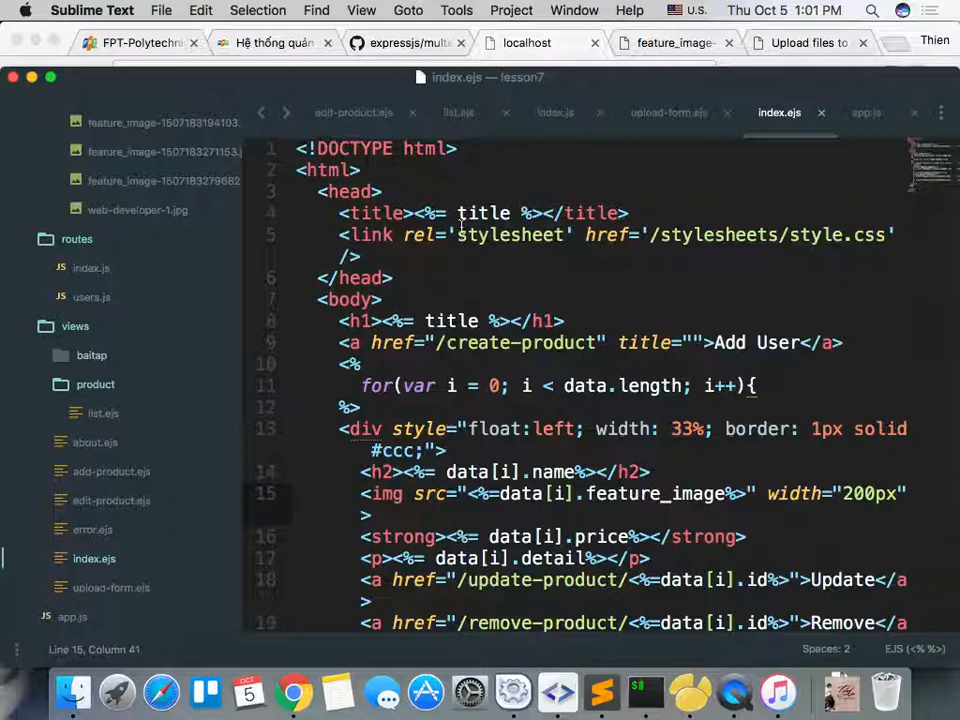 Sublime Text File Edit Selection Find View Goto Tools Project Window Help U.S. Thu Oct 5 1:01 PM
FPT-Polytechni Hệ thống quản expressjs/multe localhost feature_image- Upload files to Thien
index.ejs — lesson7
edit-product.ejs list.ejs index.js upload-form.ejs index.ejs app.js
feature_image-1507183194103.
feature_image-1507183271153.j
feature_image-1507183279682
web-developer-1.jpg
routes
JS index.js
JS users.js
views
baitap
product
list.ejs
about.ejs
add-product.ejs
edit-product.ejs
error.ejs
index.ejs
upload-form.ejs
JS app.js
1 <!DOCTYPE html>
2 <html>
3 <head>
4 <title><%= title %></title>
5 <link rel='stylesheet' href='/stylesheets/style.css'
/>
6 </head>
7 <body>
8 <h1><%= title %></h1>
9 <a href="/create-product" title="">Add User</a>
10 <%
11 for(var i = 0; i < data.length; i++){
12 %>
13 <div style="float:left; width: 33%; border: 1px solid
#ccc;">
14 <h2><%= data[i].name%></h2>
15 <img src="<%=data[i].feature_image%>" width="200px"
>
16 <strong><%= data[i].price%></strong>
17 <p><%= data[i].detail%></p>
18 <a href="/update-product/<%=data[i].id%>">Update</a
>
19 <a href="/remove-product/<%=data[i].id%>">Remove</a
Line 15, Column 41 Spaces: 2 EJS (<% %>)
5